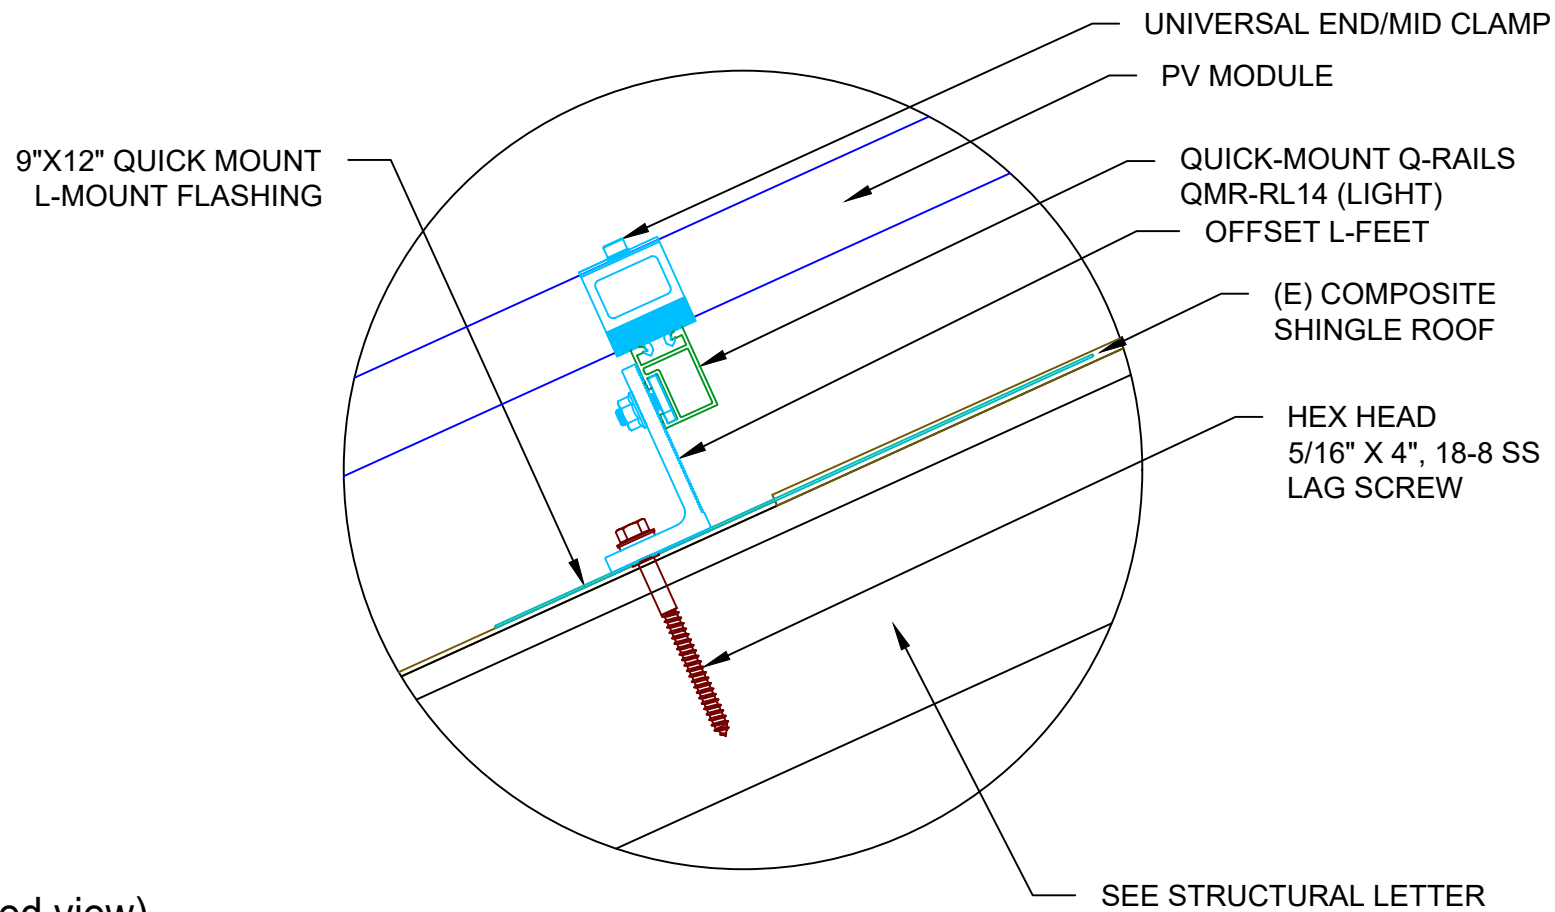 UNIVERSAL END/MID CLAMP
PV MODULE
9"X12" QUICK MOUNT
L-MOUNT FLASHING
QUICK-MOUNT Q-RAILS
QMR-RL14 (LIGHT)
OFFSET L-FEET
(E) COMPOSITE
SHINGLE ROOF
HEX HEAD
5/16" X 4", 18-8 SS
LAG SCREW
SEE STRUCTURAL LETTER
view)